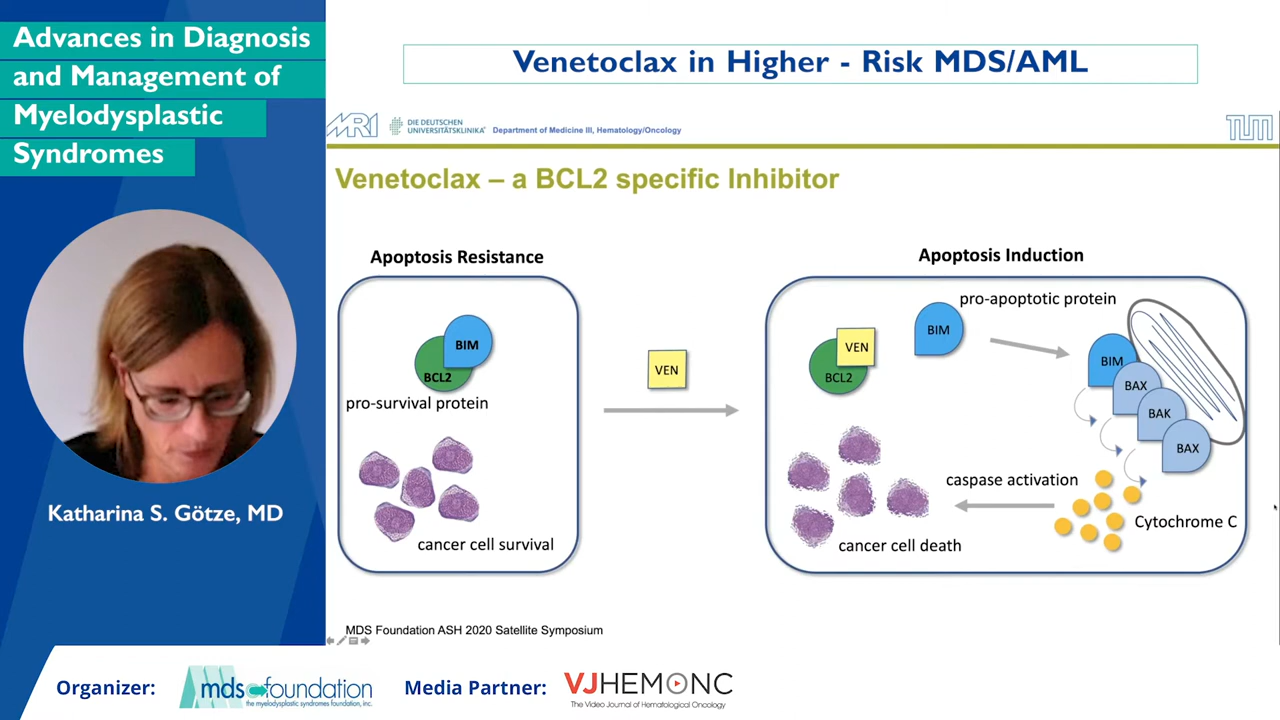 Advances in Diagnosis
and Management of
Myelodysplastic
Syndromes
Katharina S. Götze, MD
Venetoclax in Higher - Risk MDS/AML
MRI
DIE DEUTSCHEN
UNIVERSITÄTSKLINIKA®
Department of Medicine III, Hematology/Oncology
TUM
Venetoclax – a BCL2 specific Inhibitor
Apoptosis Resistance
BIM
BCL2
pro-survival protein
cancer cell survival
VEN
Apoptosis Induction
pro-apoptotic protein
VEN
BCL2
BIM
BIM
BAX
BAK
BAX
caspase activation
Cytochrome C
cancer cell death
MDS Foundation ASH 2020 Satellite Symposium
Organizer:
mds foundation
the myelodysplastic syndromes foundation, inc.
Media Partner:
VJHEMONC
The Video Journal of Hematological Oncology